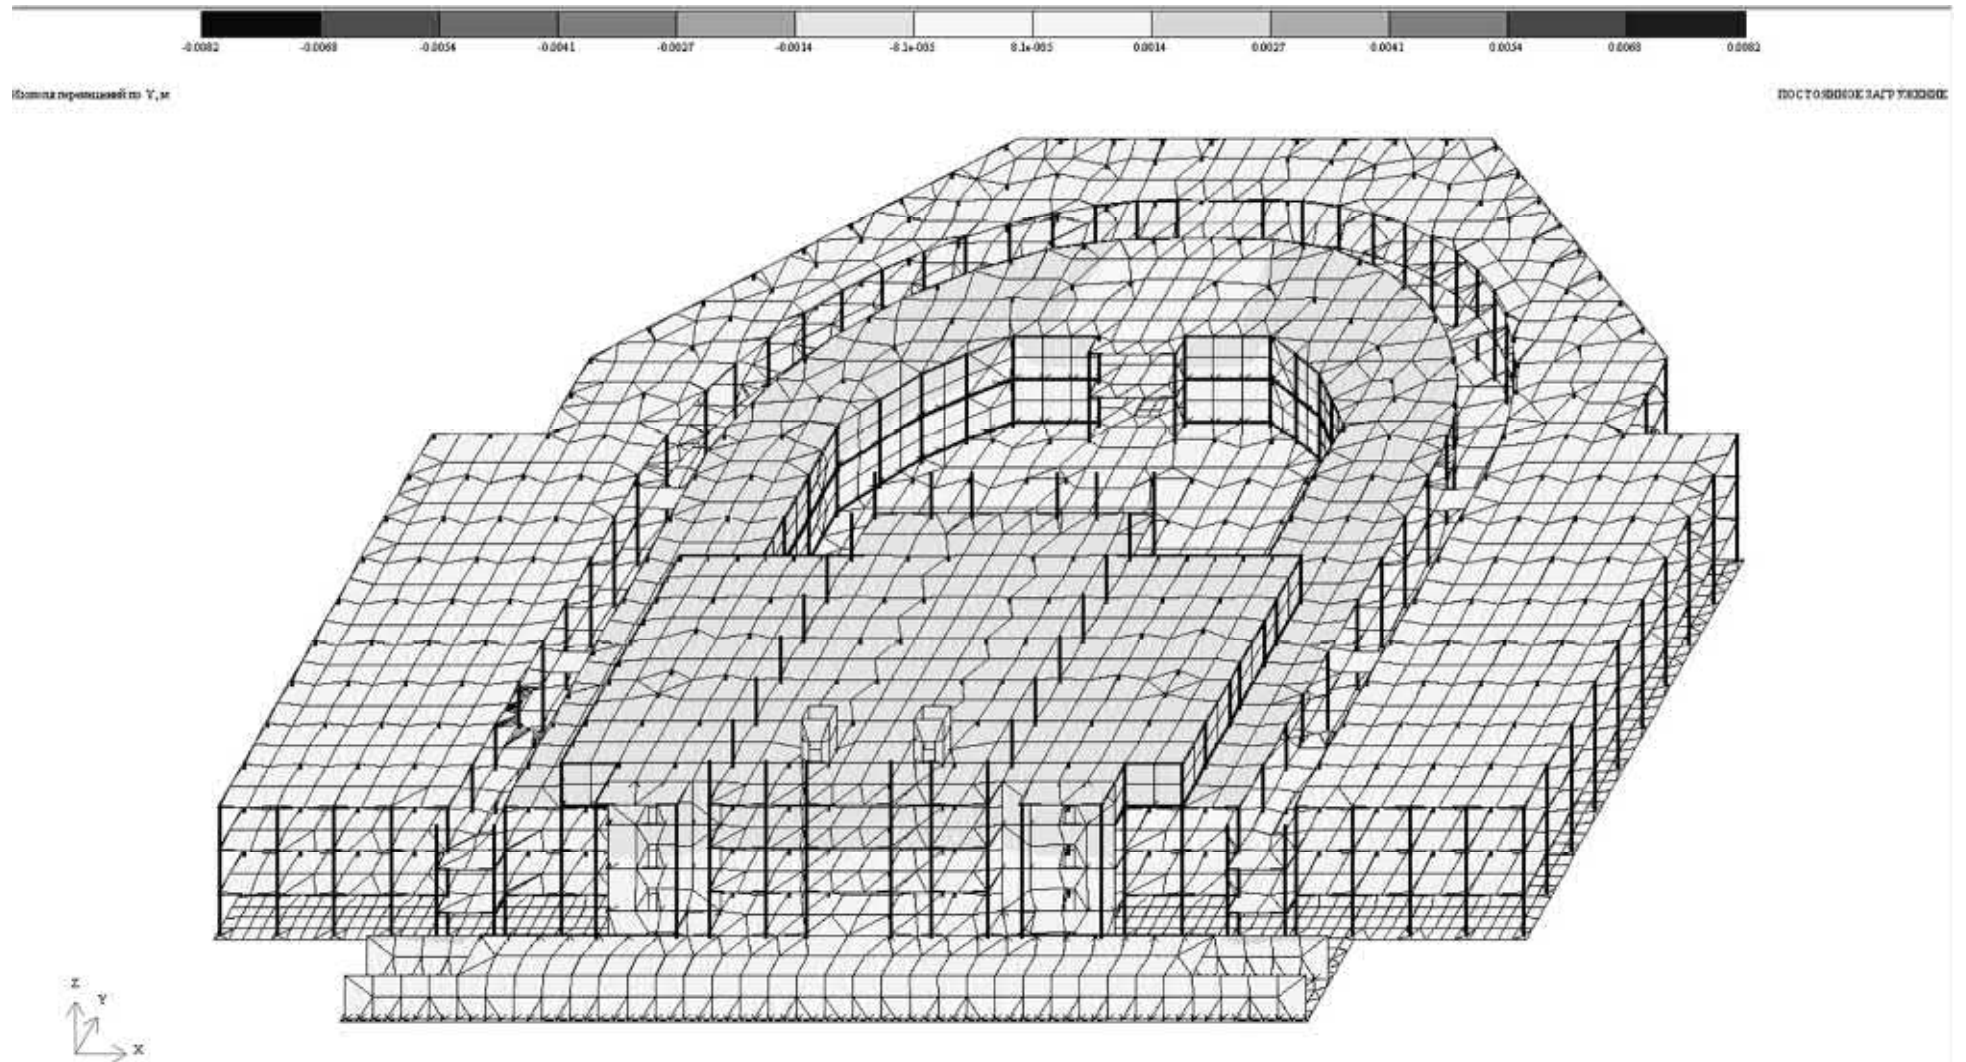 -0.0082 -0.0068 -0.0054 -0.0041 -0.0027 -0.0014 -8.1e-005 8.1e-005 0.0014 0.0027 0.0041 0.0054 0.0068 0.0082
Изополя перемещений по Y, м
ПОСТОЯННОЕ ЗАГРУЖЕНИЕ
Z
Y
X